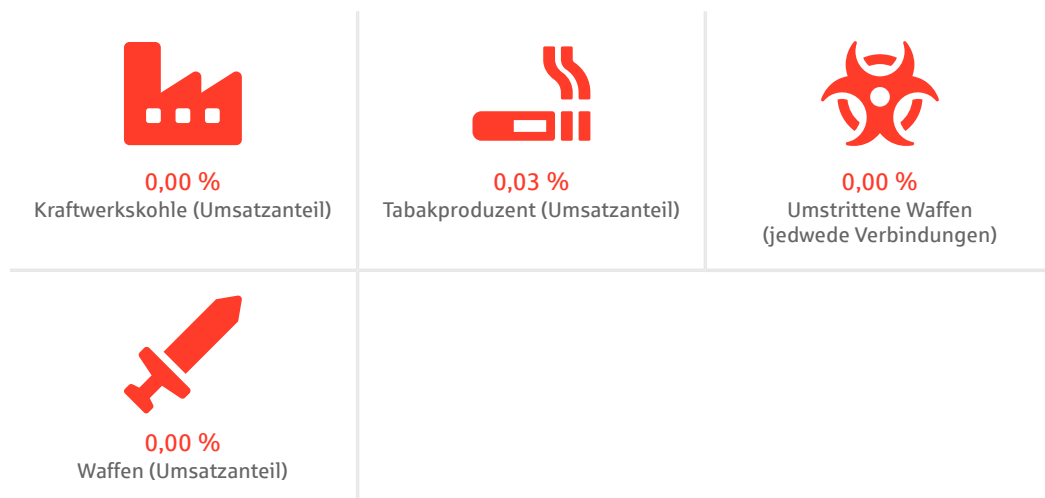 0,00 %
Kraftwerkskohle (Umsatzanteil)
0,03 %
Tabakproduzent (Umsatzanteil)
0,00 %
Umstrittene Waffen
(jedwede Verbindungen)
0,00 %
Waffen (Umsatzanteil)